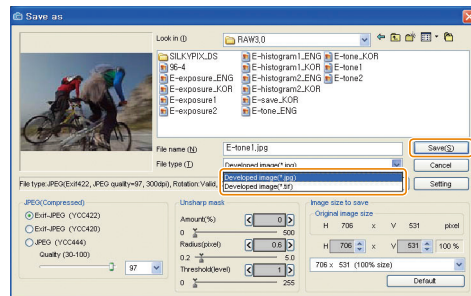 Save as
Look in (I)
RAW3.0
SILKYPIX_DS
96-4
E-exposure_ENG
E-exposure_KOR
E-exposure1
E-exposure2
E-histogram1_ENG
E-histogram1_KOR
E-histogram2_ENG
E-histogram2_KOR
E-save_KOR
E-tone_ENG
E-tone_KOR
E-tone1
E-tone2
File name (N)
E-tone1.jpg
Save(S)
File type (T)
Developed image(*.jpg)
Cancel
Developed image(*.jpg)
Developed image(*.tif)
File type:JPEG(Exif422, JPEG quality=97, 300dpi), Rotation:Valid,
Setting
JPEG(Compressed)
Exif-JPEG (YCC422)
Exif-JPEG (YCC420)
JPEG (YCC444)
Quality (30-100)
97
Unsharp mask
Amount(%)
0
0
500
Radius(pixel)
0.6
0.2
5.0
Threshold(level)
1
0
255
Image size to save
Original image size
H 706 x V 531 pixel
H 706 x V 531 100 %
706 x 531 (100% size)
Default